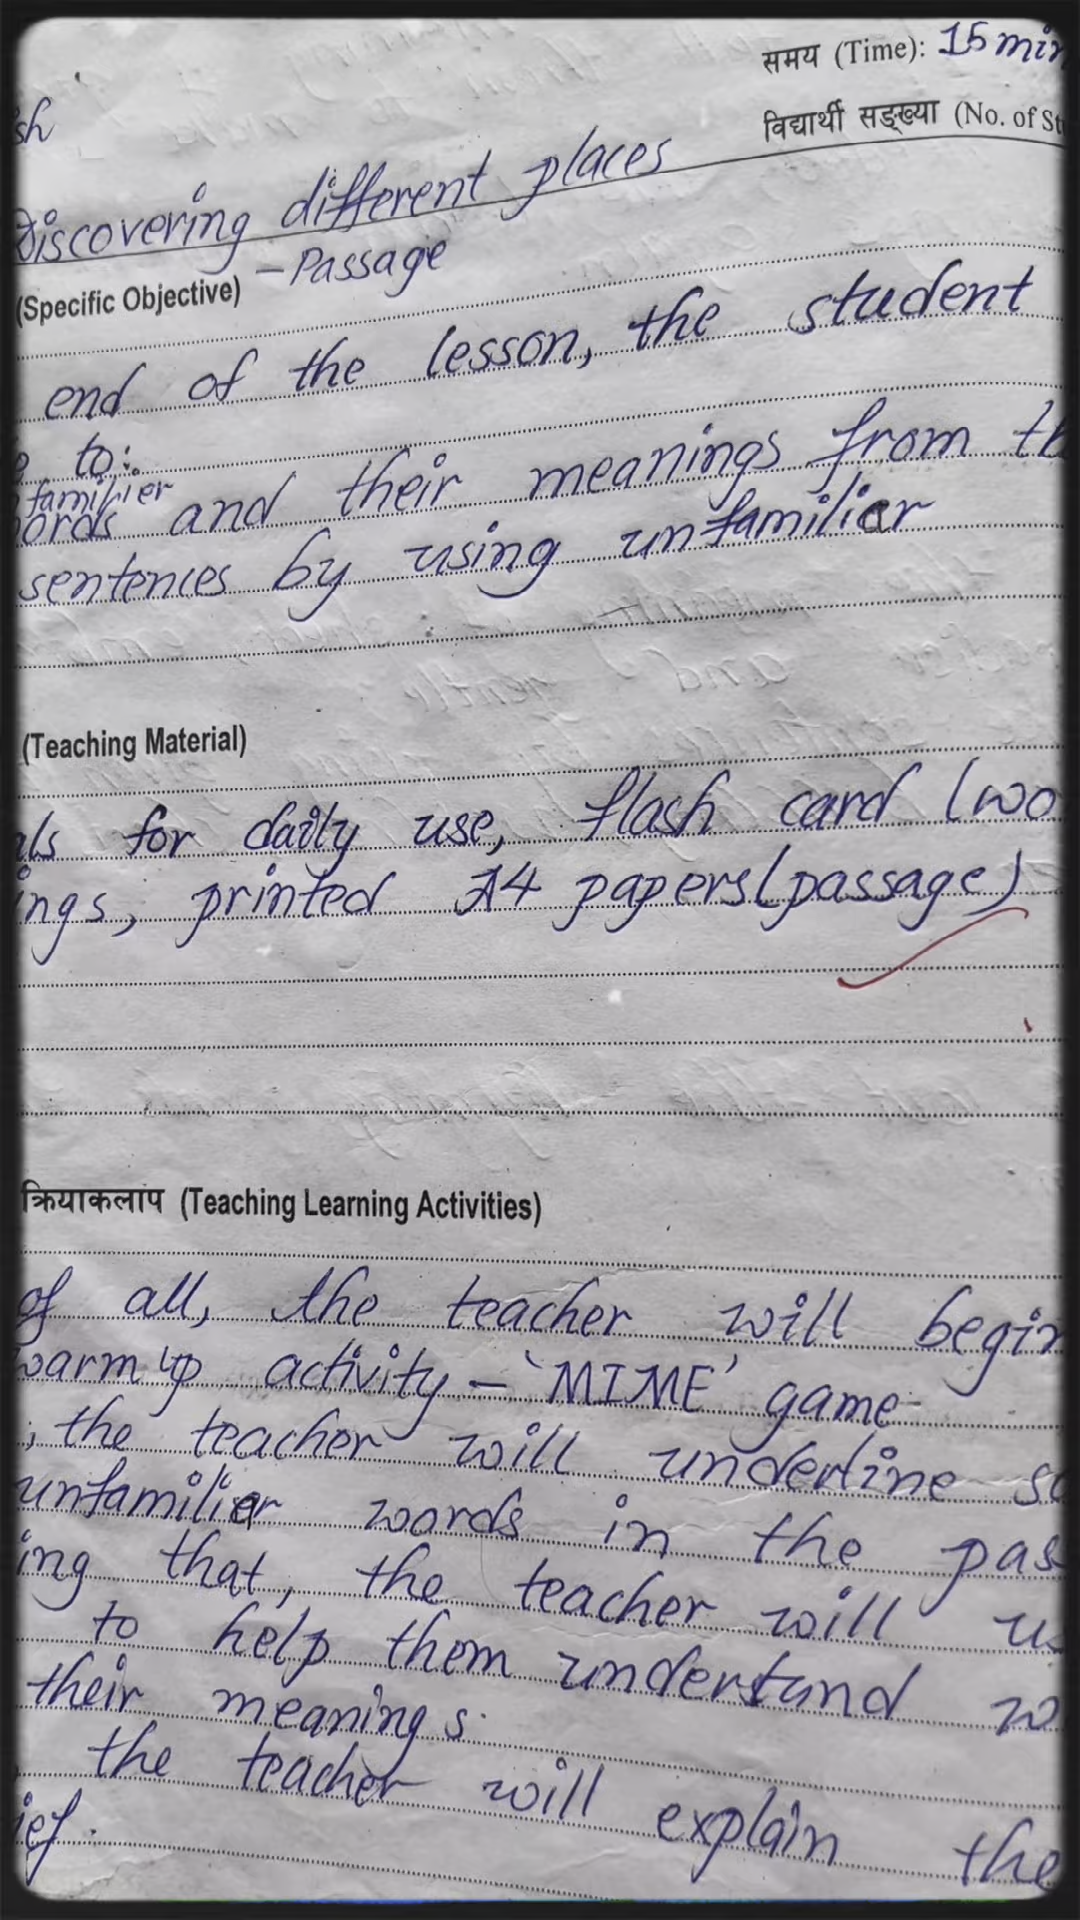 समय (Time): 15 min
विद्यार्थी सङ्ख्या (No. of St
sh
Discovering different places
- Passage
(Specific Objective)
end of the lesson, the student
to:
familier
ords and their meanings from th
sentences by using unfamiliar
(Teaching Material)
als for daily use, flash card (wo
ings, printed A4 papers(passage)
क्रियाकलाप (Teaching Learning Activities)
of all, the teacher will begin
warm up activity - 'MIME' game
; the teacher will underline so
unfamiliar words in the pas
ing that, the teacher will us
to help them understand w
their meanings.
the teacher will explain the
ief.